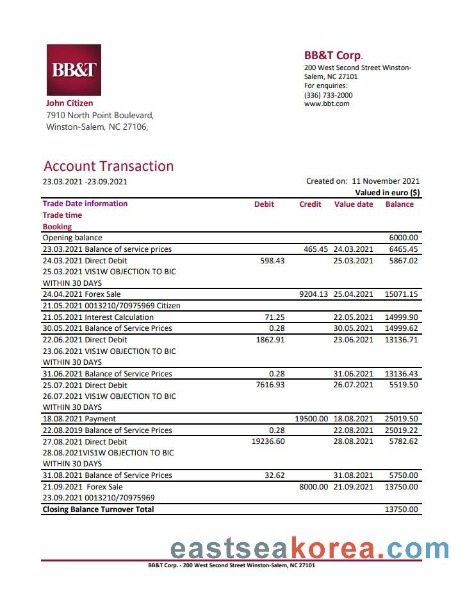 BB&T
BB&T Corp.
200 West Second Street Winston-
Salem, NC 27101
For enquiries:
(336) 733-2000
www.bbt.com
John Citizen
7910 North Point Boulevard,
Winston-Salem, NC 27106,
Account Transaction
23.03.2021 -23.09.2021 Created on: 11 November 2021
Valued in euro ($)
Trade Date information Debit Credit Value date Balance
Trade time
Booking
Opening balance 6000.00
23.03.2021 Balance of service prices 465.45 24.03.2021 6465.45
24.03.2021 Direct Debit 598.43 25.03.2021 5867.02
25.03.2021 VIS1W OBJECTION TO BIC
WITHIN 30 DAYS
24.04.2021 Forex Sale 9204.13 25.04.2021 15071.15
21.05.2021 0013210/70975969 Citizen
21.05.2021 Interest Calculation 71.25 22.05.2021 14999.90
30.05.2021 Balance of Service Prices 0.28 30.05.2021 14999.62
22.06.2021 Direct Debit 1862.91 23.06.2021 13136.71
23.06.2021 VIS1W OBJECTION TO BIC
WITHIN 30 DAYS
31.06.2021 Balance of Service Prices 0.28 31.06.2021 13136.43
25.07.2021 Direct Debit 7616.93 26.07.2021 5519.50
26.07.2021 VIS1W OBJECTION TO BIC
WITHIN 30 DAYS
18.08.2021 Payment 19500.00 18.08.2021 25019.50
22.08.2019 Balance of Service Prices 0.28 22.08.2021 25019.22
27.08.2021 Direct Debit 19236.60 28.08.2021 5782.62
28.08.2021VIS1W OBJECTION TO BIC
WITHIN 30 DAYS
31.08.2021 Balance of Service Prices 32.62 31.08.2021 5750.00
21.09.2021 Forex Sale 8000.00 21.09.2021 13750.00
23.09.2021 0013210/70975969
Closing Balance Turnover Total 13750.00
eastseakorea.com
BB&T Corp. - 200 West Second Street Winston-Salem, NC 27101